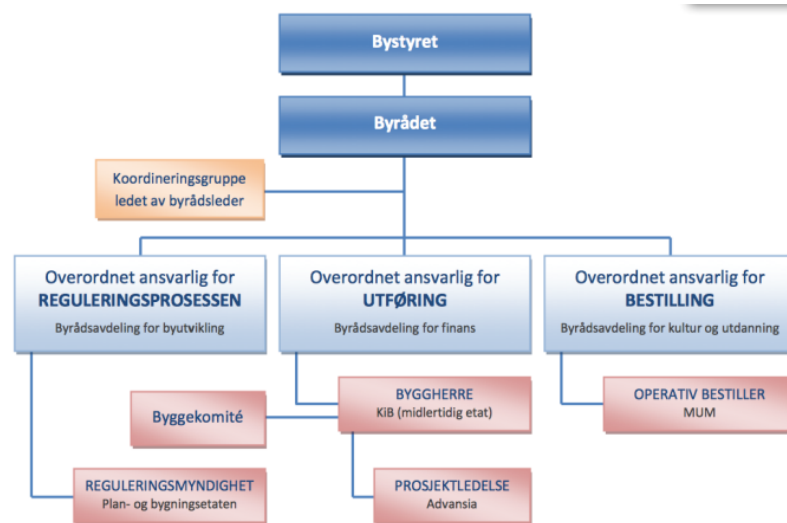 Bystyret
Byrådet
Koordineringsgruppe
ledet av byrådsleder
Overordnet ansvarlig for
REGULERINGSPROSESSEN
Byrådsavdeling for byutvikling
Overordnet ansvarlig for
UTFØRING
Byrådsavdeling for finans
Overordnet ansvarlig for
BESTILLING
Byrådsavdeling for kultur og utdanning
Byggekomité
BYGGHERRE
KiB (midlertidig etat)
OPERATIV BESTILLER
MUM
REGULERINGSMYNDIGHET
Plan- og bygningsetaten
PROSJEKTLEDELSE
Advansia